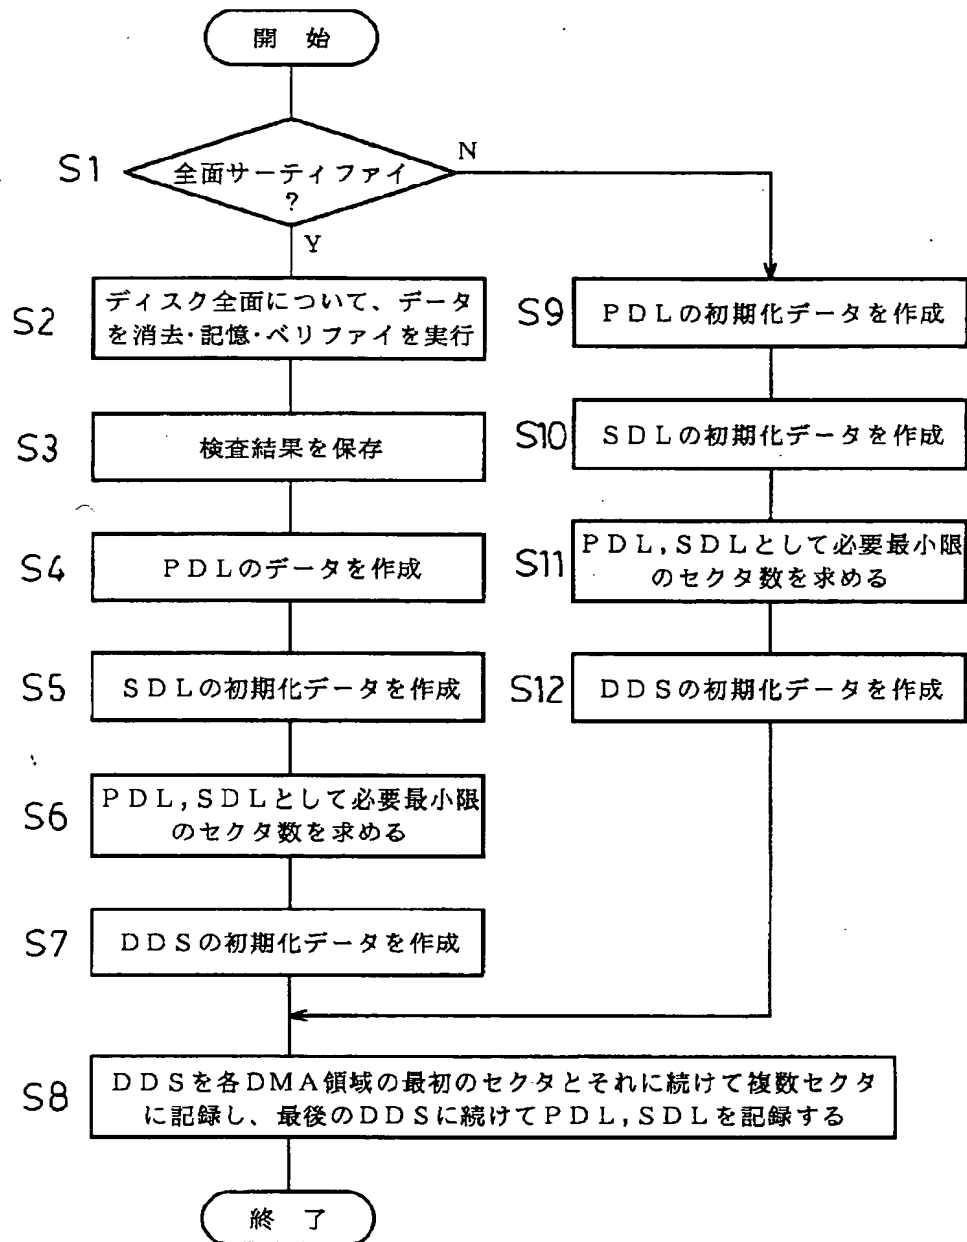 開 始
S1
全面サーティファイ
?
N
Y
S2
ディスク全面について、データ
を消去・記憶・ベリファイを実行
S3
検査結果を保存
S4
PDLのデータを作成
S5
SDLの初期化データを作成
S6
PDL,SDLとして必要最小限
のセクタ数を求める
S7
DDSの初期化データを作成
S9
PDLの初期化データを作成
S10
SDLの初期化データを作成
S11
PDL,SDLとして必要最小限
のセクタ数を求める
S12
DDSの初期化データを作成
S8
DDSを各DMA領域の最初のセクタとそれに続けて複数セクタ
に記録し、最後のDDSに続けてPDL,SDLを記録する
終 了